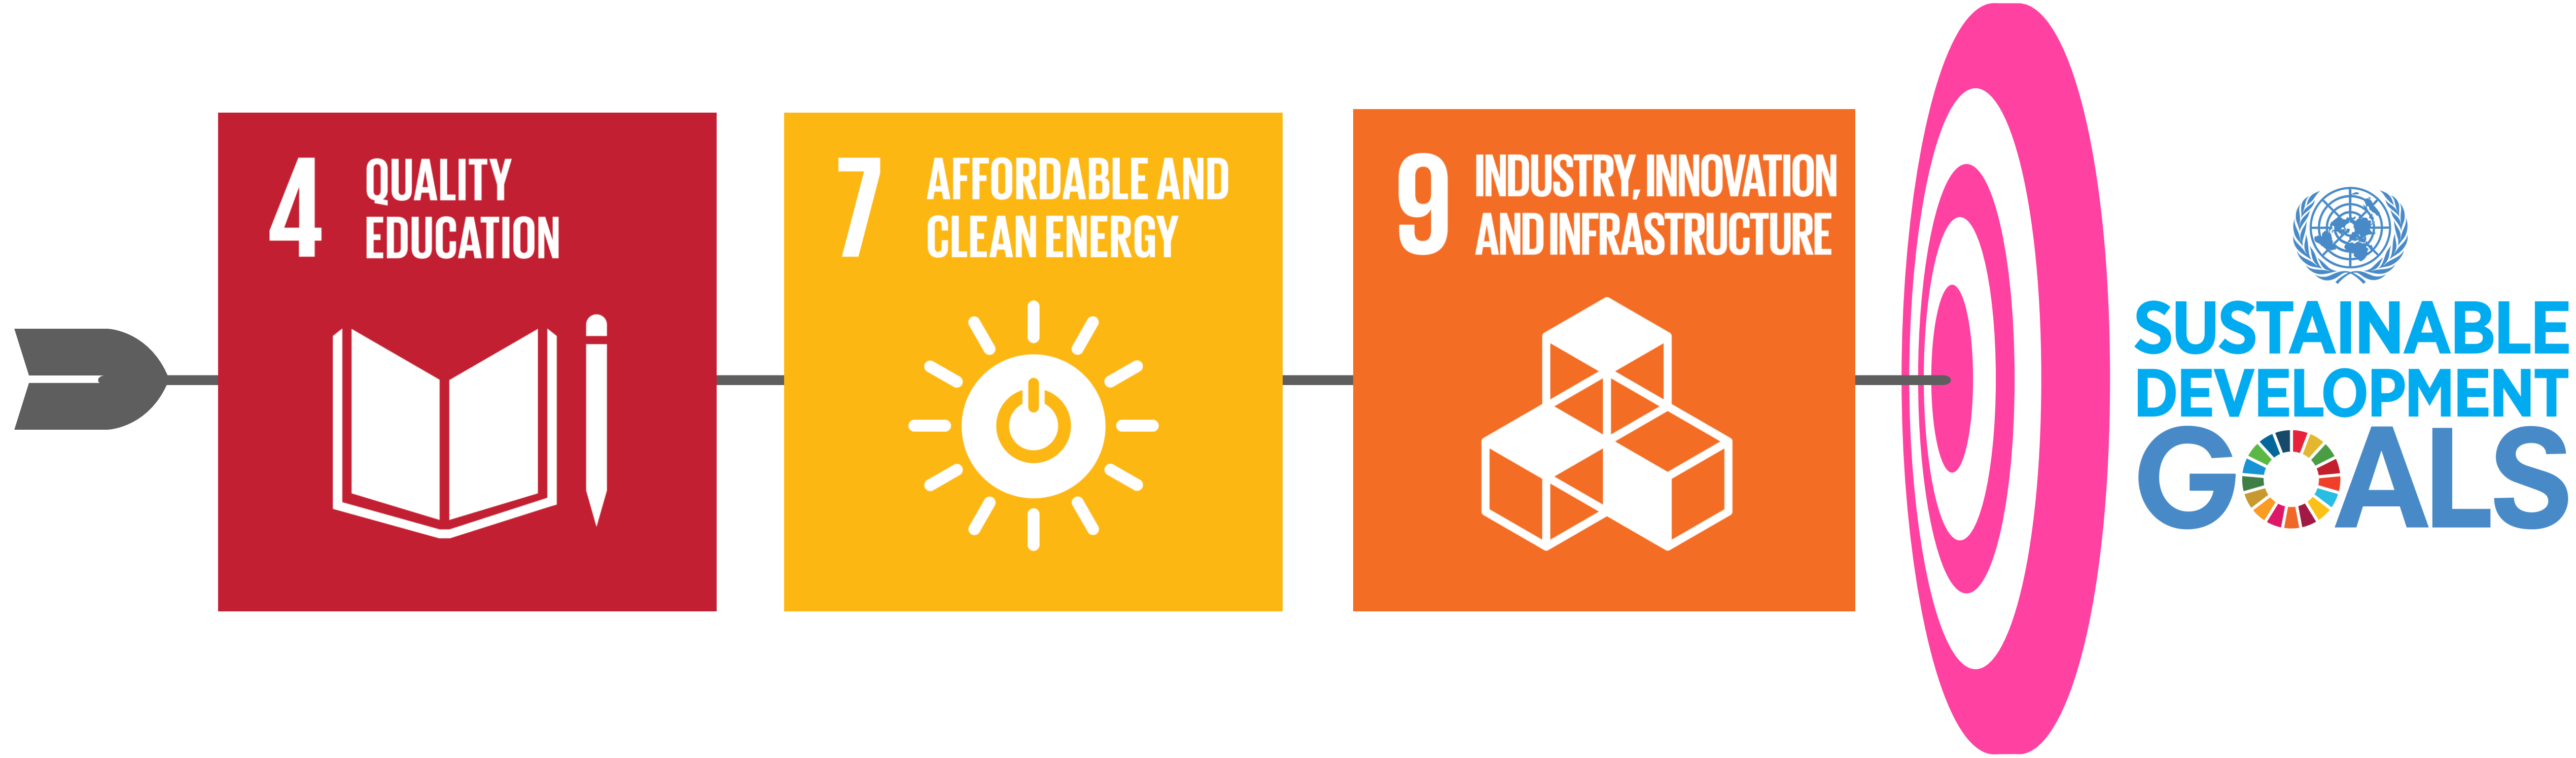 4 QUALITY
EDUCATION
7 AFFORDABLE AND
CLEAN ENERGY
9 INDUSTRY, INNOVATION
AND INFRASTRUCTURE
SUSTAINABLE
DEVELOPMENT
GOALS